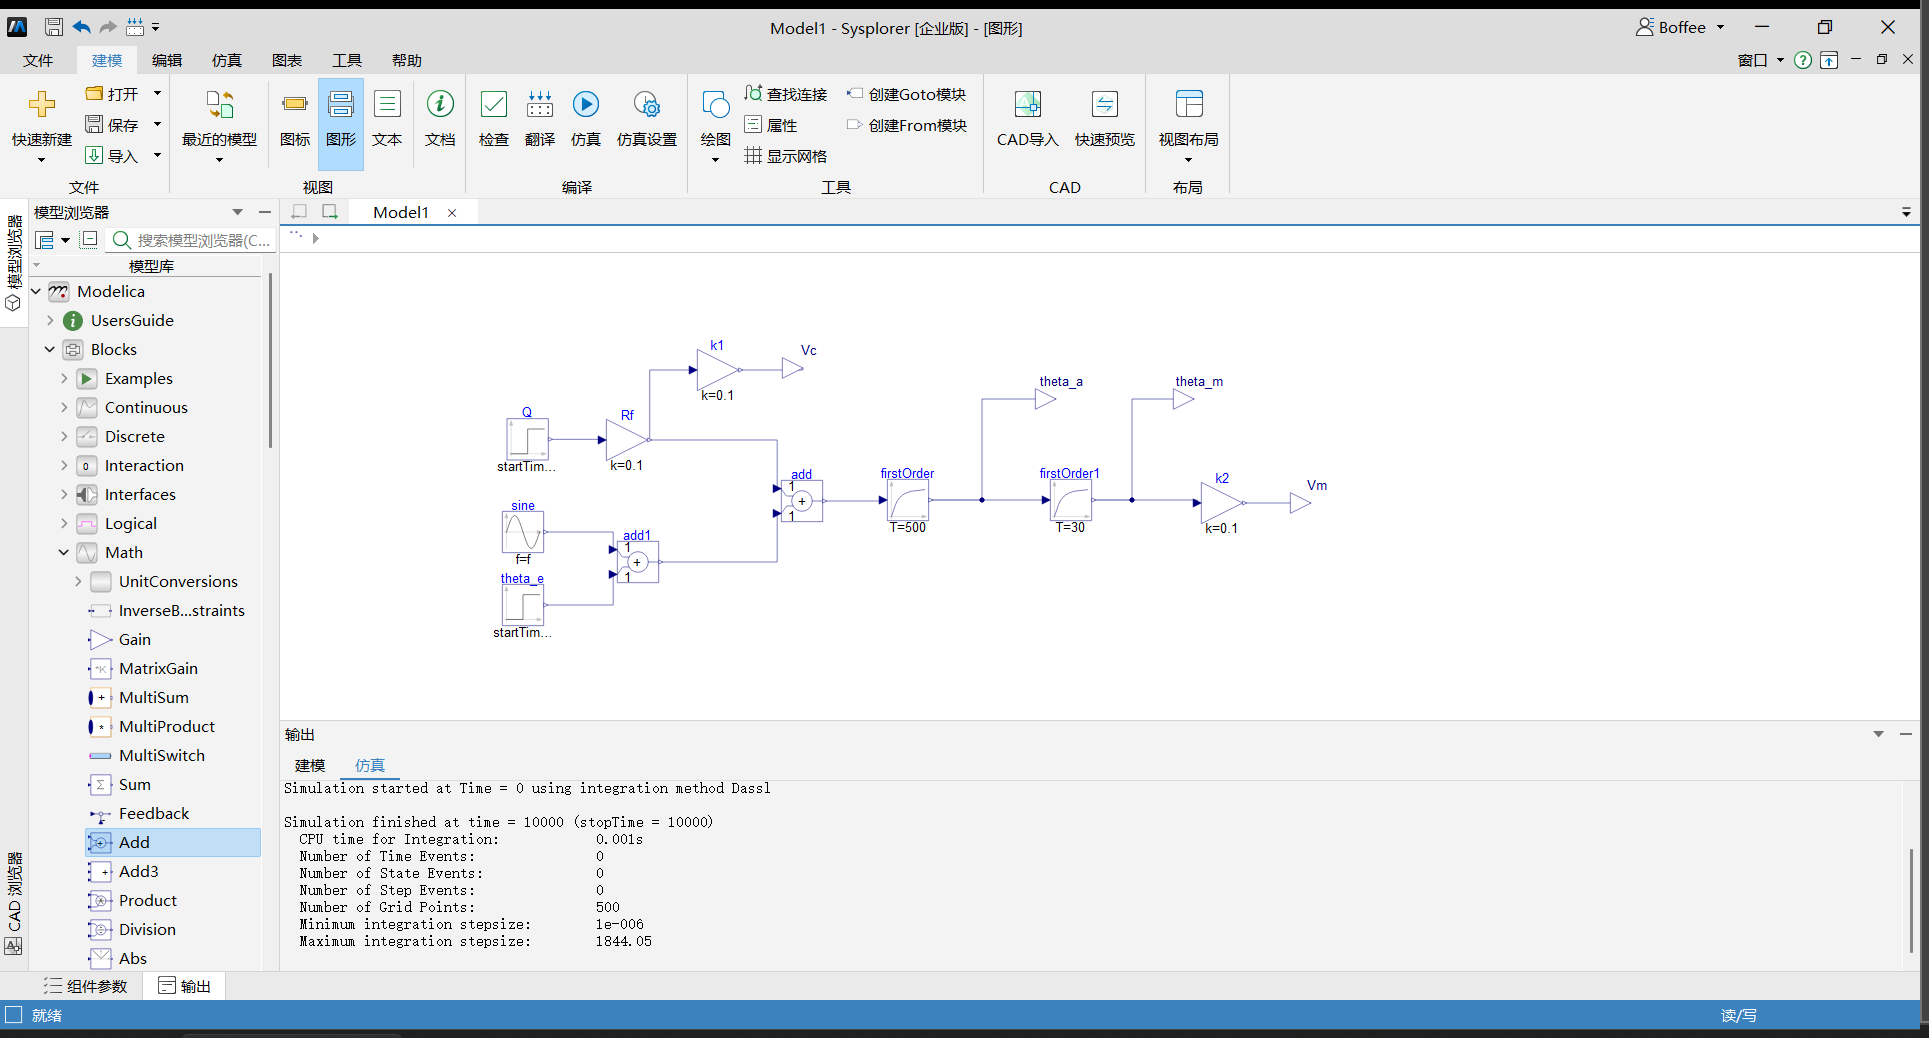 Model1 - Sysplorer [企业版] - [图形]
Boffee
文件 建模 编辑 仿真 图表 工具 帮助
窗口
快速新建
打开
保存
导入
文件
最近的模型
图标
图形
文本
文档
视图
检查
翻译
仿真
仿真设置
编译
绘图
查找连接
属性
显示网格
创建Goto模块
创建From模块
工具
CAD导入
快速预览
CAD
视图布局
布局
模型浏览器
CAD 浏览器
模型浏览器
搜索模型浏览器(C...
模型库
Modelica
UsersGuide
Blocks
Examples
Continuous
Discrete
Interaction
Interfaces
Logical
Math
UnitConversions
InverseB...straints
Gain
MatrixGain
MultiSum
MultiProduct
MultiSwitch
Sum
Feedback
Add
Add3
Product
Division
Abs
Model1
k1
k=0.1
Vc
Q
startTim...
Rf
k=0.1
sine
f=f
theta_e
startTim...
add1
1
+
1
add
1
+
1
firstOrder
T=500
theta_a
firstOrder1
T=30
theta_m
k2
k=0.1
Vm
输出
建模 仿真
Simulation started at Time = 0 using integration method Dassl
Simulation finished at time = 10000 (stopTime = 10000)
CPU time for Integration: 0.001s
Number of Time Events: 0
Number of State Events: 0
Number of Step Events: 0
Number of Grid Points: 500
Minimum integration stepsize: 1e-006
Maximum integration stepsize: 1844.05
组件参数 输出
就绪
读/写